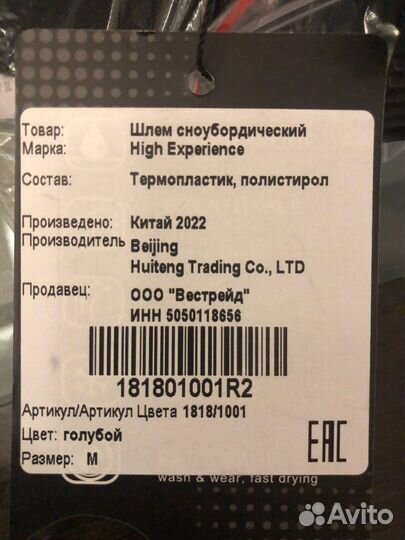 Товар: Шлем сноубордический
Марка: High Experience
Состав: Термопластик, полистирол
Произведено: Китай 2022
Производитель Beijing
Huiteng Trading Co., LTD
Продавец: ООО "Вестрейд"
ИНН 5050118656
181801001R2
Артикул/Артикул Цвета 1818/1001
Цвет: голубой
Размер: M
EAC
wash & wear, fast drying
Avito